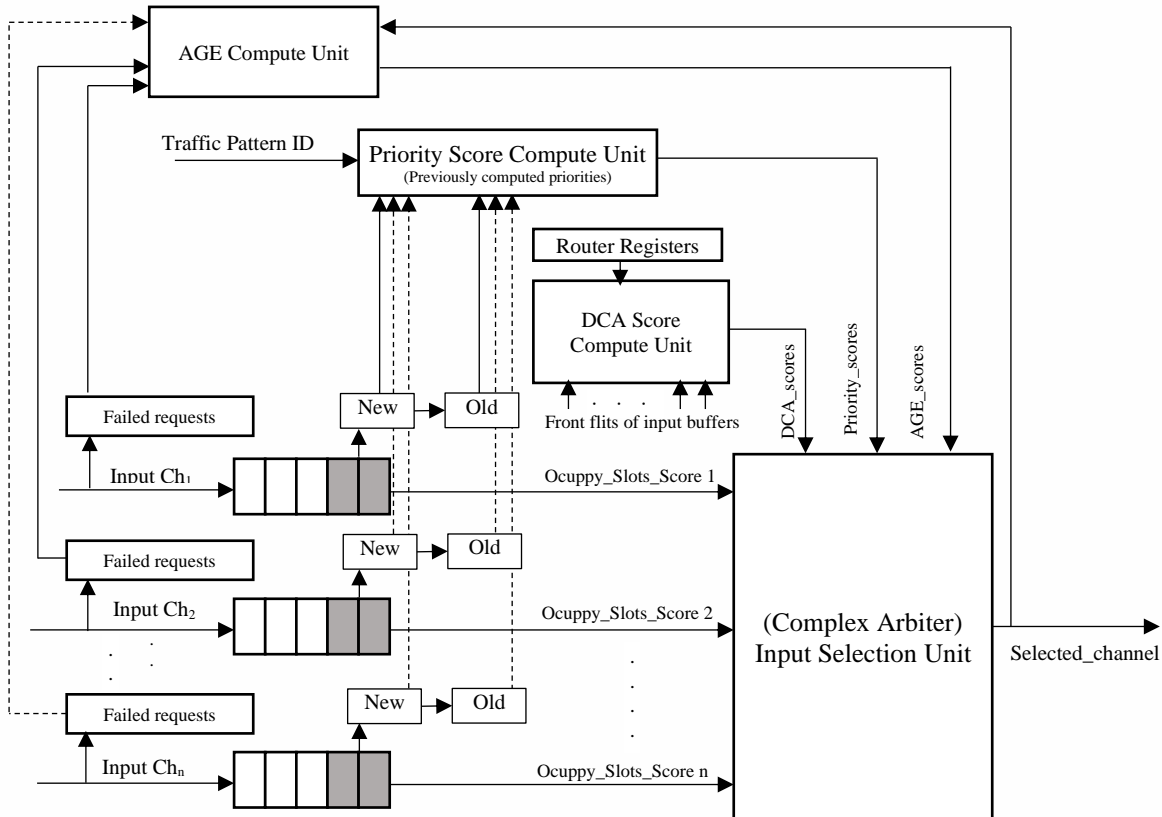 AGE Compute Unit
Traffic Pattern ID
Priority Score Compute Unit
(Previously computed priorities)
Router Registers
DCA Score
Compute Unit
. . .
Front flits of input buffers
DCA_scores
Priority_scores
AGE_scores
Failed requests
New
Old
Input Ch₁
Ocuppy_Slots_Score 1
Failed requests
New
Old
Input Ch₂
Ocuppy_Slots_Score 2
(Complex Arbiter)
Input Selection Unit
Selected_channel
Failed requests
New
Old
Input Chₙ
Ocuppy_Slots_Score n